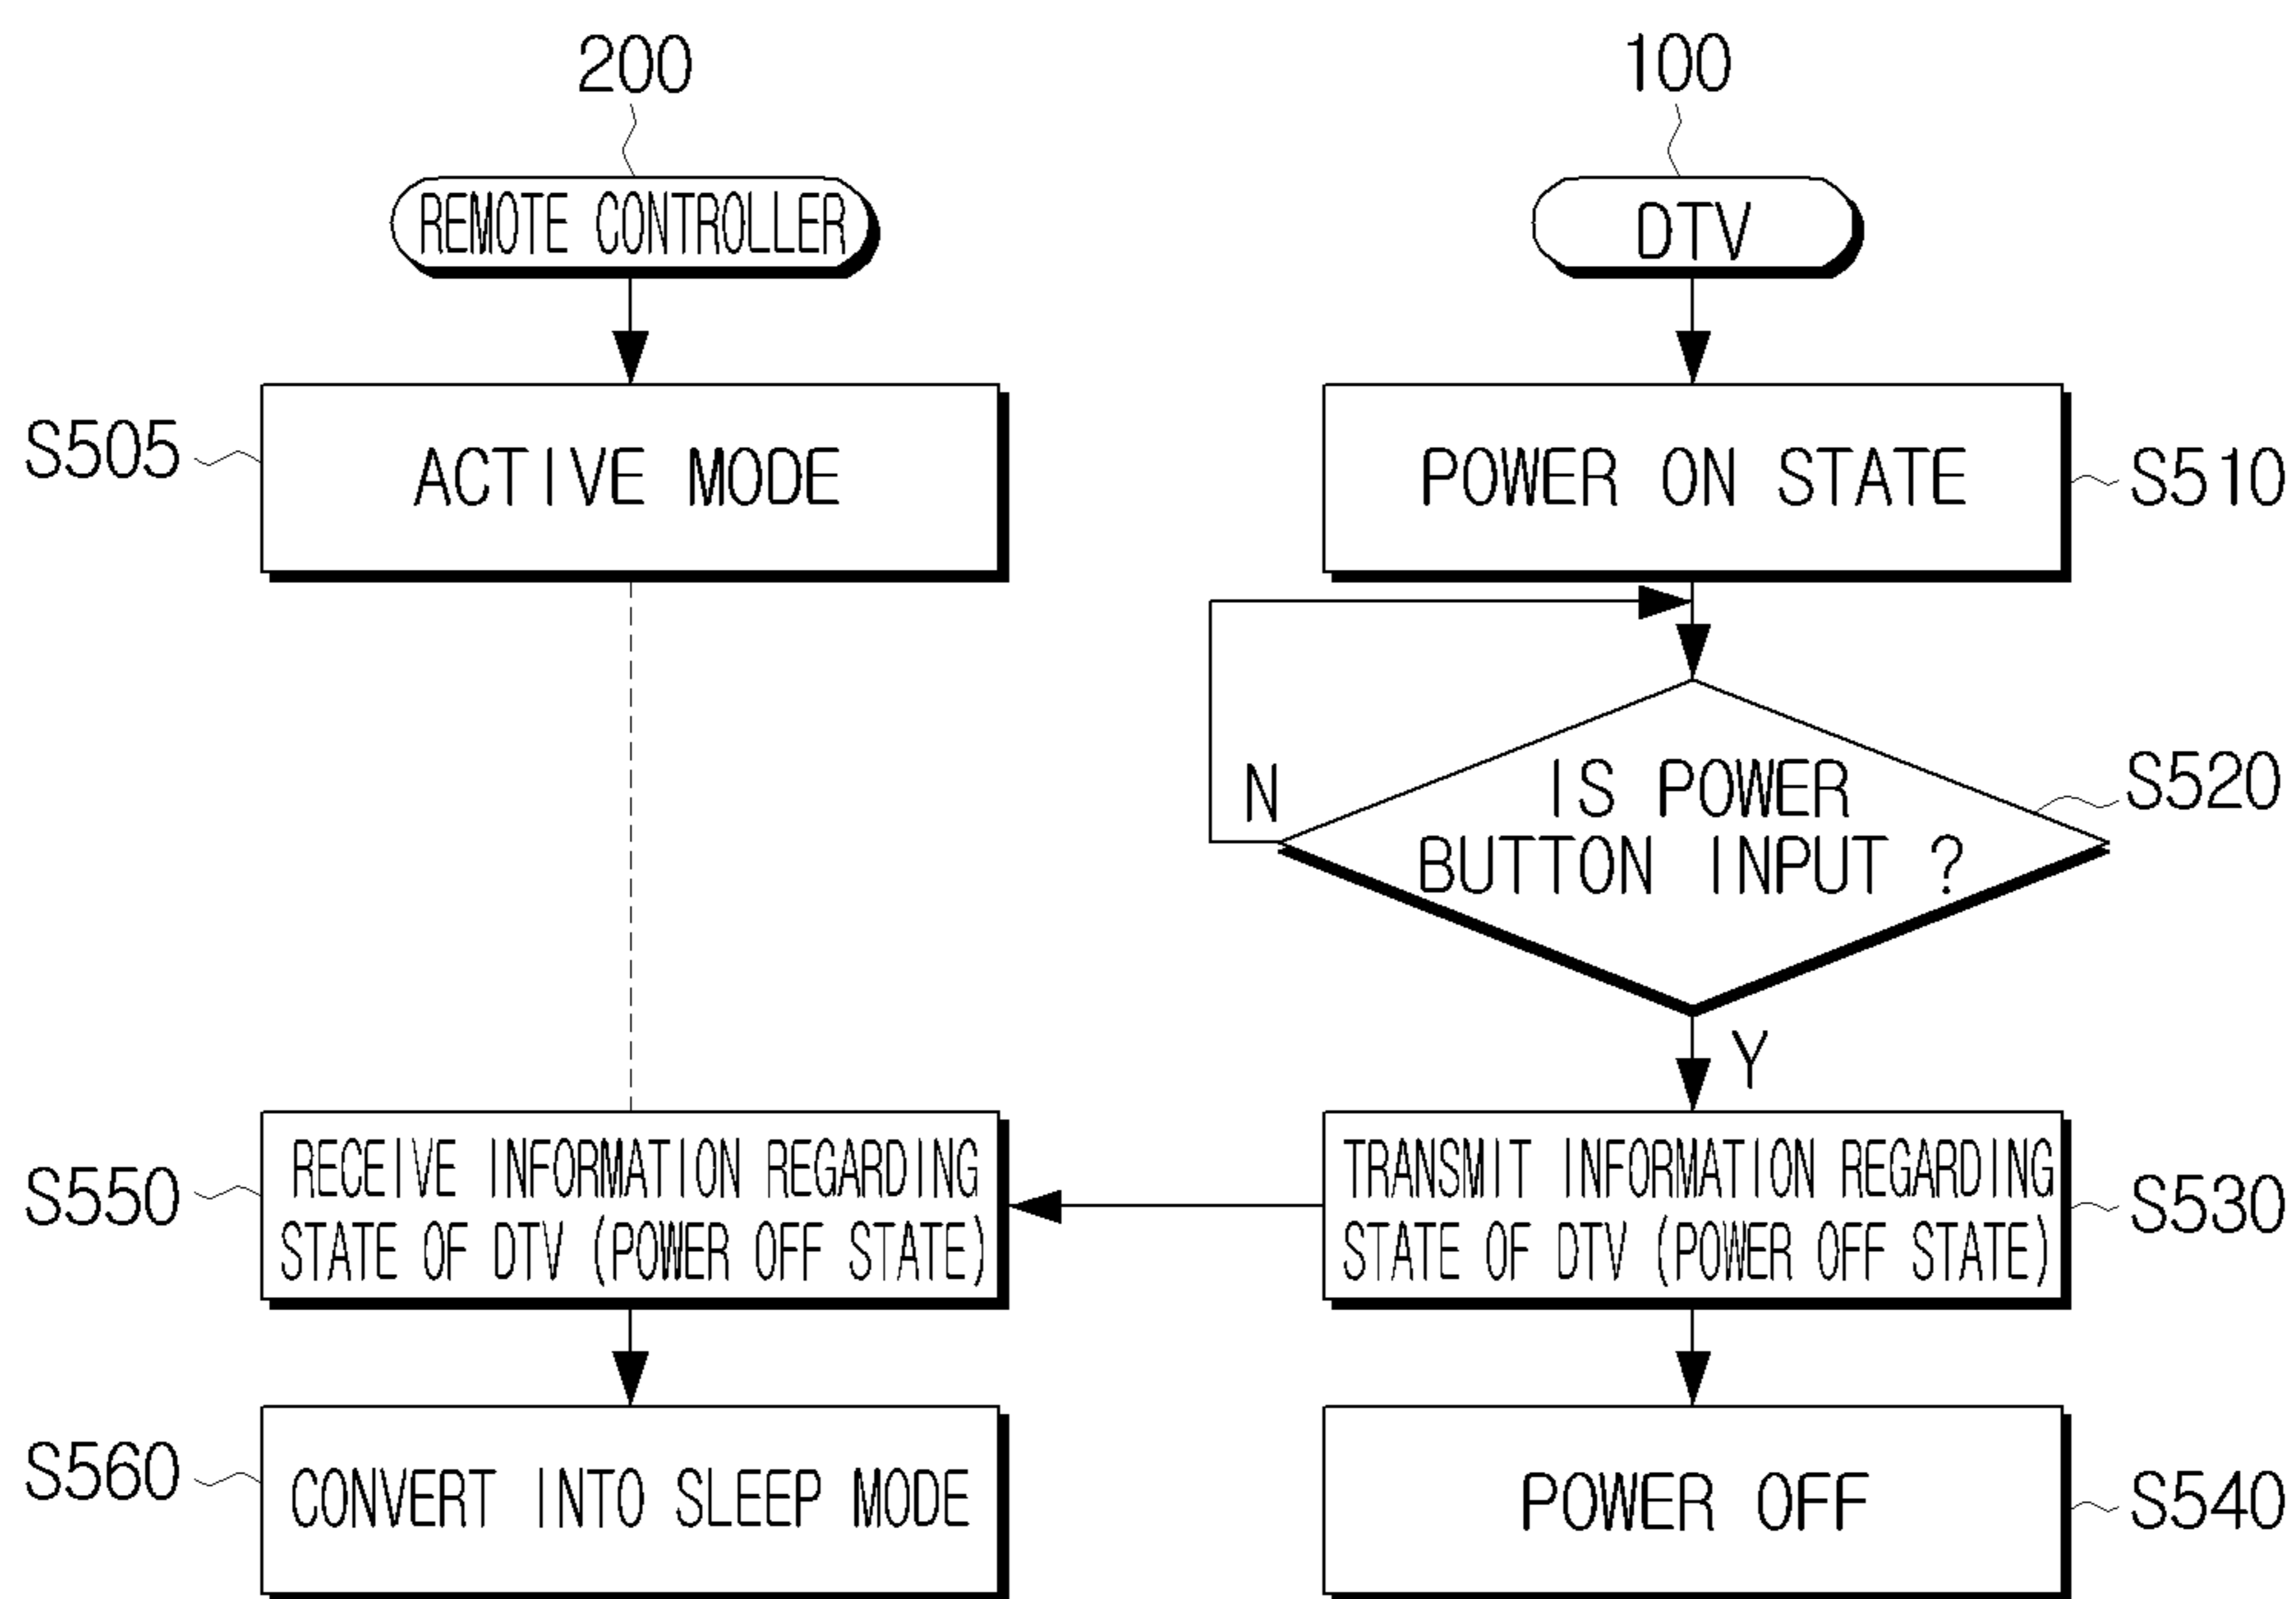 200
100
REMOTE CONTROLLER
DTV
S505
ACTIVE MODE
POWER ON STATE
S510
N
IS POWER
BUTTON INPUT ?
S520
Y
S550
RECEIVE INFORMATION REGARDING
STATE OF DTV (POWER OFF STATE)
TRANSMIT INFORMATION REGARDING
STATE OF DTV (POWER OFF STATE)
S530
S560
CONVERT INTO SLEEP MODE
POWER OFF
S540